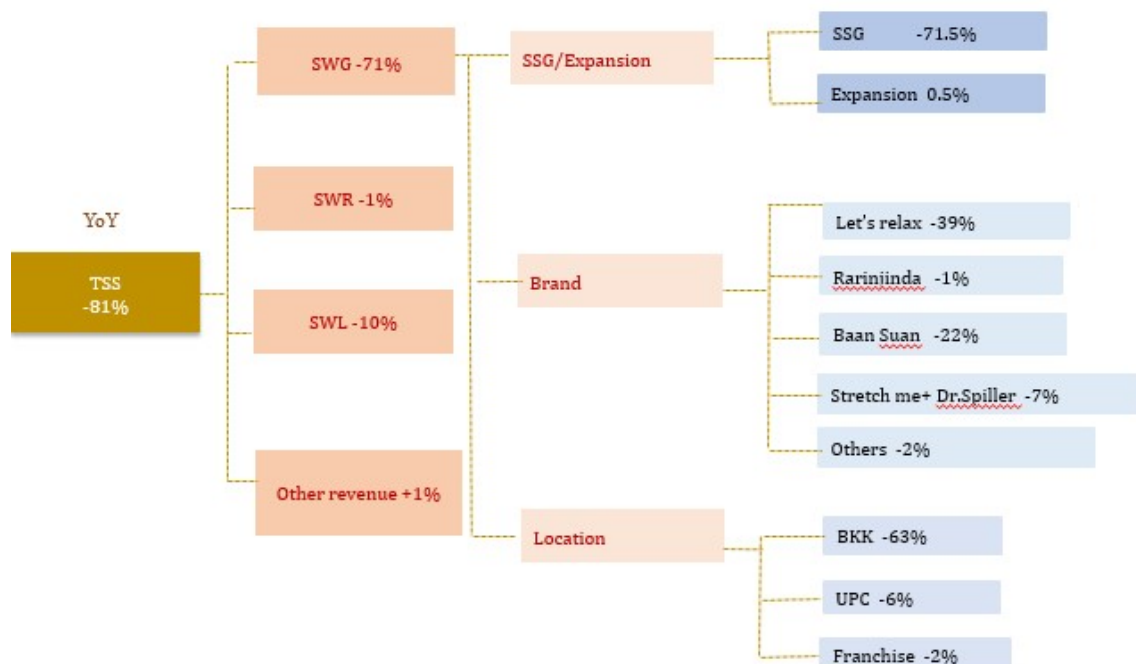 YoY
TSS
-81%
SWG -71%
SWR -1%
SWL -10%
Other revenue +1%
SSG/Expansion
SSG -71.5%
Expansion 0.5%
Brand
Let's relax -39%
Rarinjinda -1%
Baan Suan -22%
Stretch me+ Dr.Spiller -7%
Others -2%
Location
BKK -63%
UPC -6%
Franchise -2%